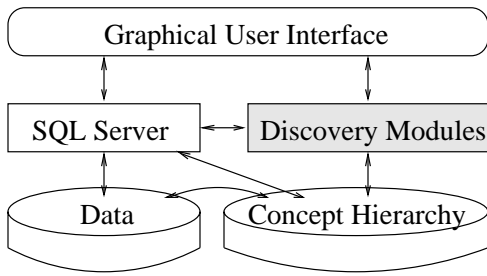 Graphical User Interface
SQL Server
Discovery Modules
Data
Concept Hierarchy